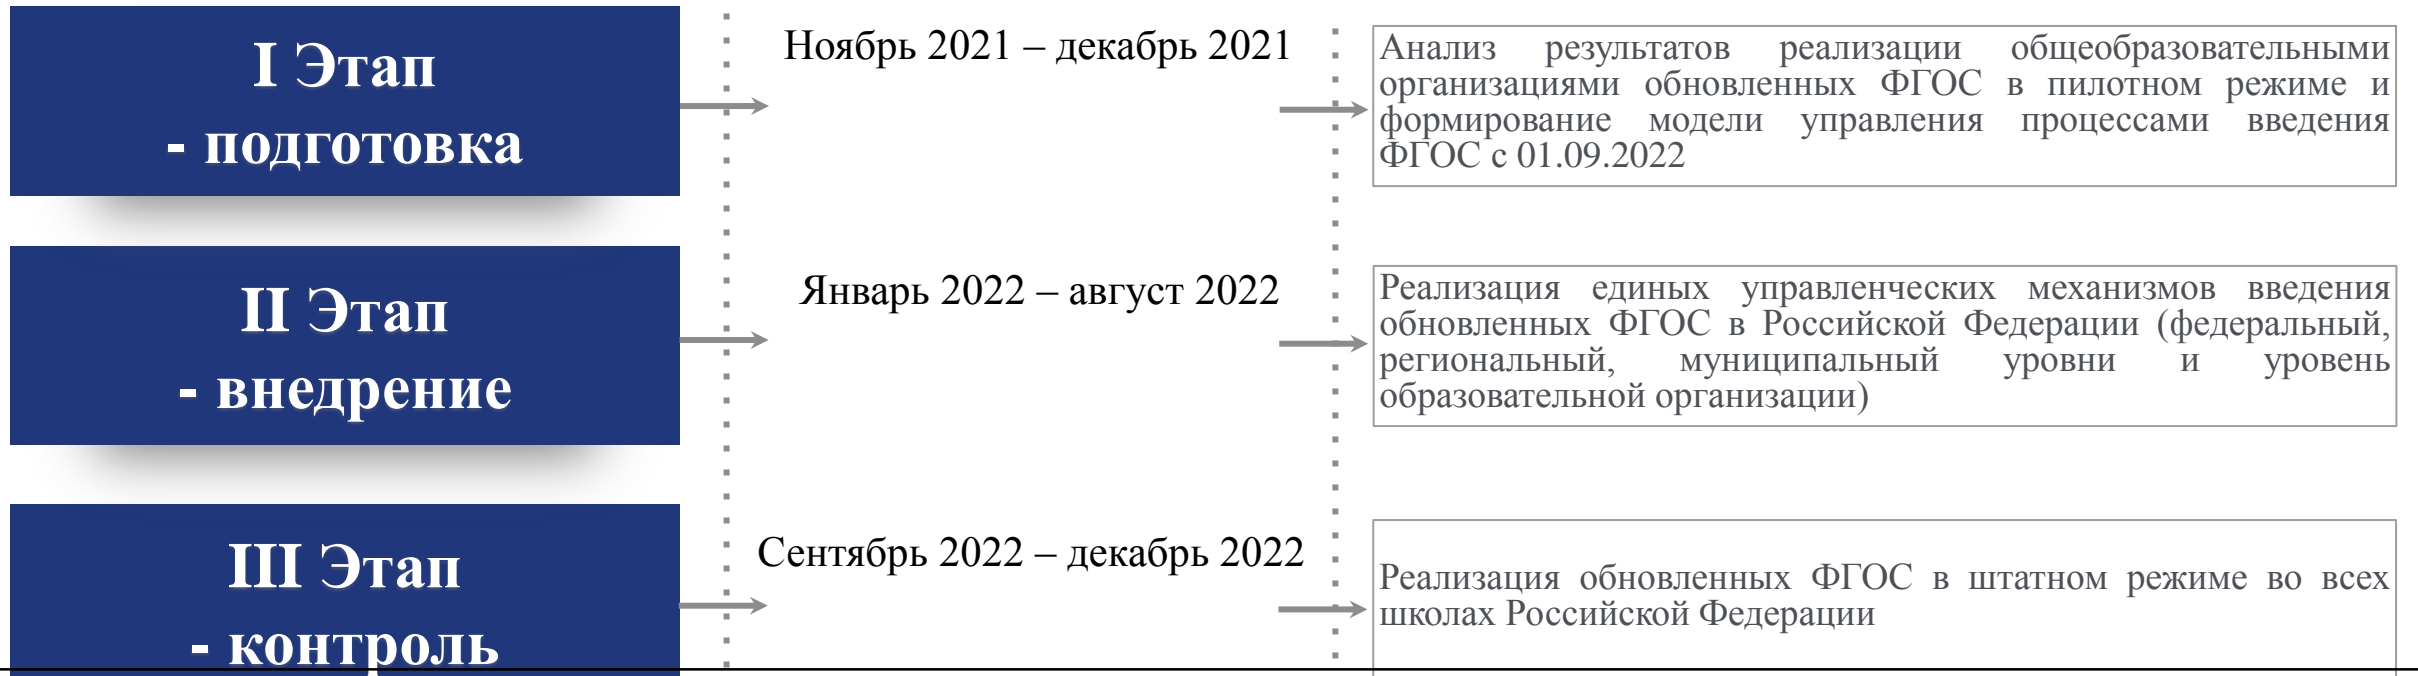 I Этап
- подготовка
Ноябрь 2021 – декабрь 2021
Анализ результатов реализации общеобразовательными
организациями обновленных ФГОС в пилотном режиме и
формирование модели управления процессами введения
ФГОС с 01.09.2022
II Этап
- внедрение
Январь 2022 – август 2022
Реализация единых управленческих механизмов введения
обновленных ФГОС в Российской Федерации (федеральный,
региональный, муниципальный уровни и уровень
образовательной организации)
III Этап
- контроль
Сентябрь 2022 – декабрь 2022
Реализация обновленных ФГОС в штатном режиме во всех
школах Российской Федерации